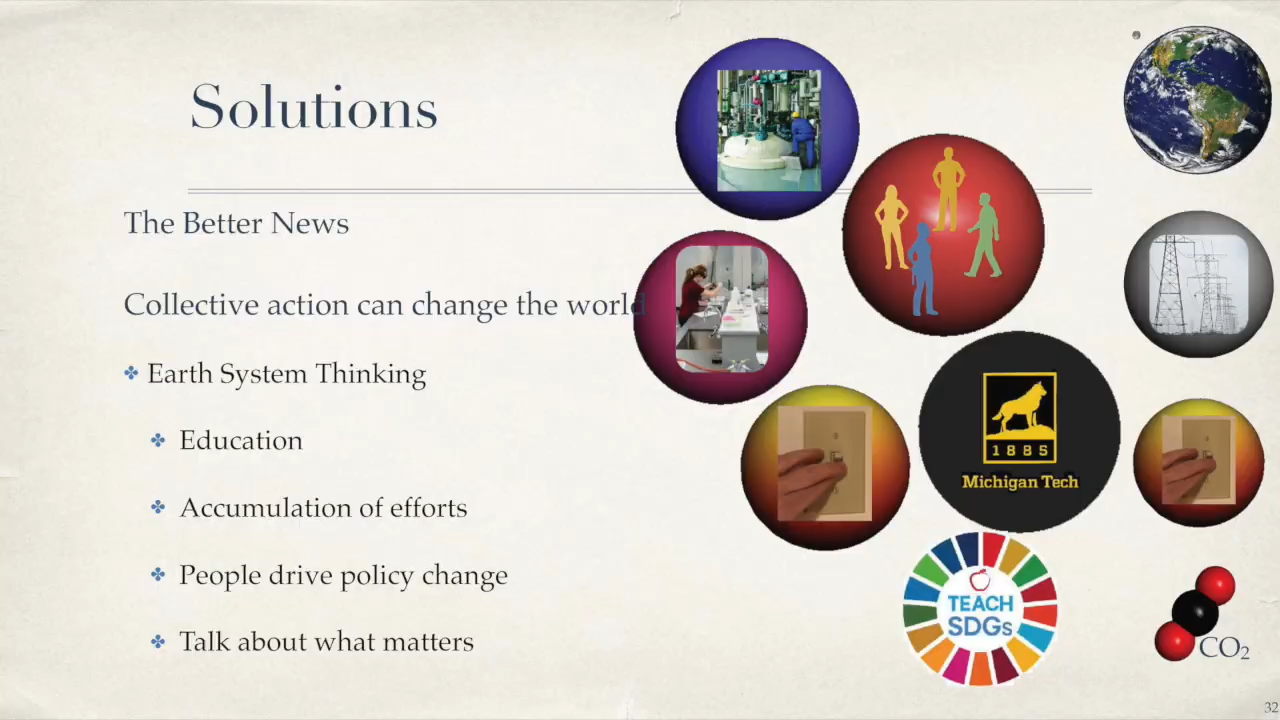 Solutions
The Better News
Collective action can change the world
Earth System Thinking
Education
Accumulation of efforts
People drive policy change
Talk about what matters
1885
Michigan Tech
TEACH
SDGs
CO₂
32